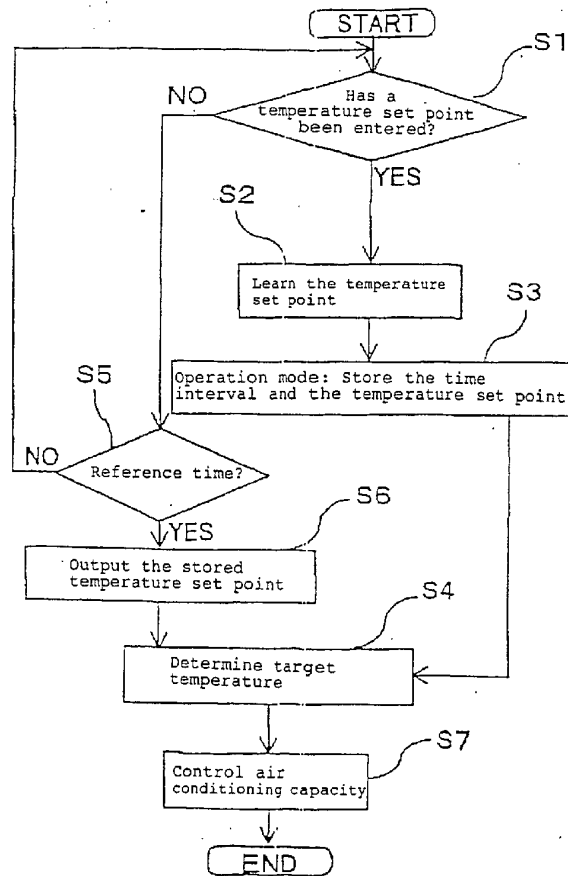 START
S1
Has a
temperature set point
been entered?
NO
YES
S2
Learn the temperature
set point
S3
Operation mode: Store the time
interval and the temperature set point
S5
Reference time?
NO
YES
S6
Output the stored
temperature set point
S4
Determine target
temperature
S7
Control air
conditioning capacity
END